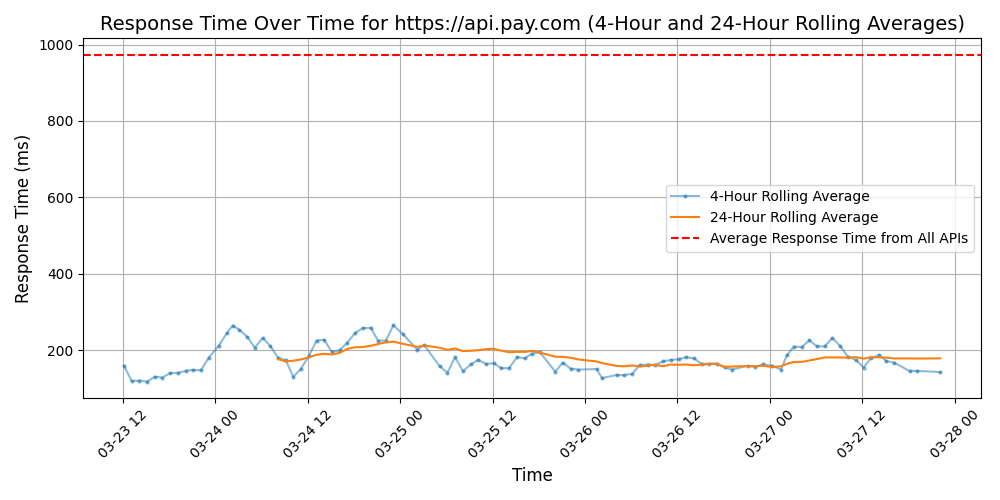 Response Time Over Time for https://api.pay.com (4-Hour and 24-Hour Rolling Averages)
Response Time (ms)
1000
800
600
400
200
4-Hour Rolling Average
24-Hour Rolling Average
Average Response Time from All APIs
03-23 12
03-24 00
03-24 12
03-25 00
03-25 12
03-26 00
03-26 12
03-27 00
03-27 12
03-28 00
Time